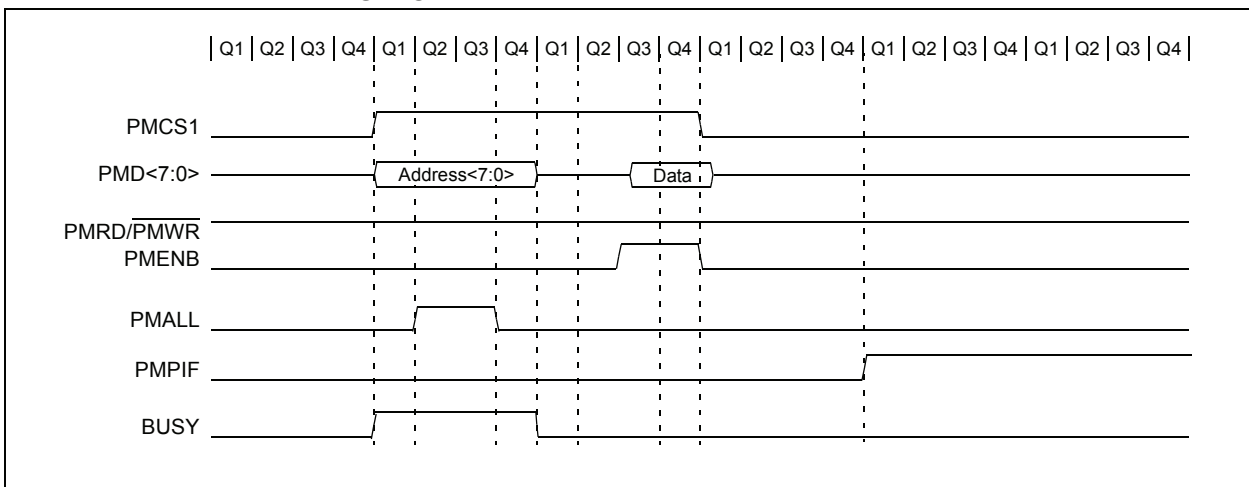 Q1 Q2 Q3 Q4 Q1 Q2 Q3 Q4 Q1 Q2 Q3 Q4 Q1 Q2 Q3 Q4 Q1 Q2 Q3 Q4 Q1 Q2 Q3 Q4
PMCS1
PMD<7:0> Address<7:0> Data
PMRD/PMWR
PMENB
PMALL
PMPIF
BUSY